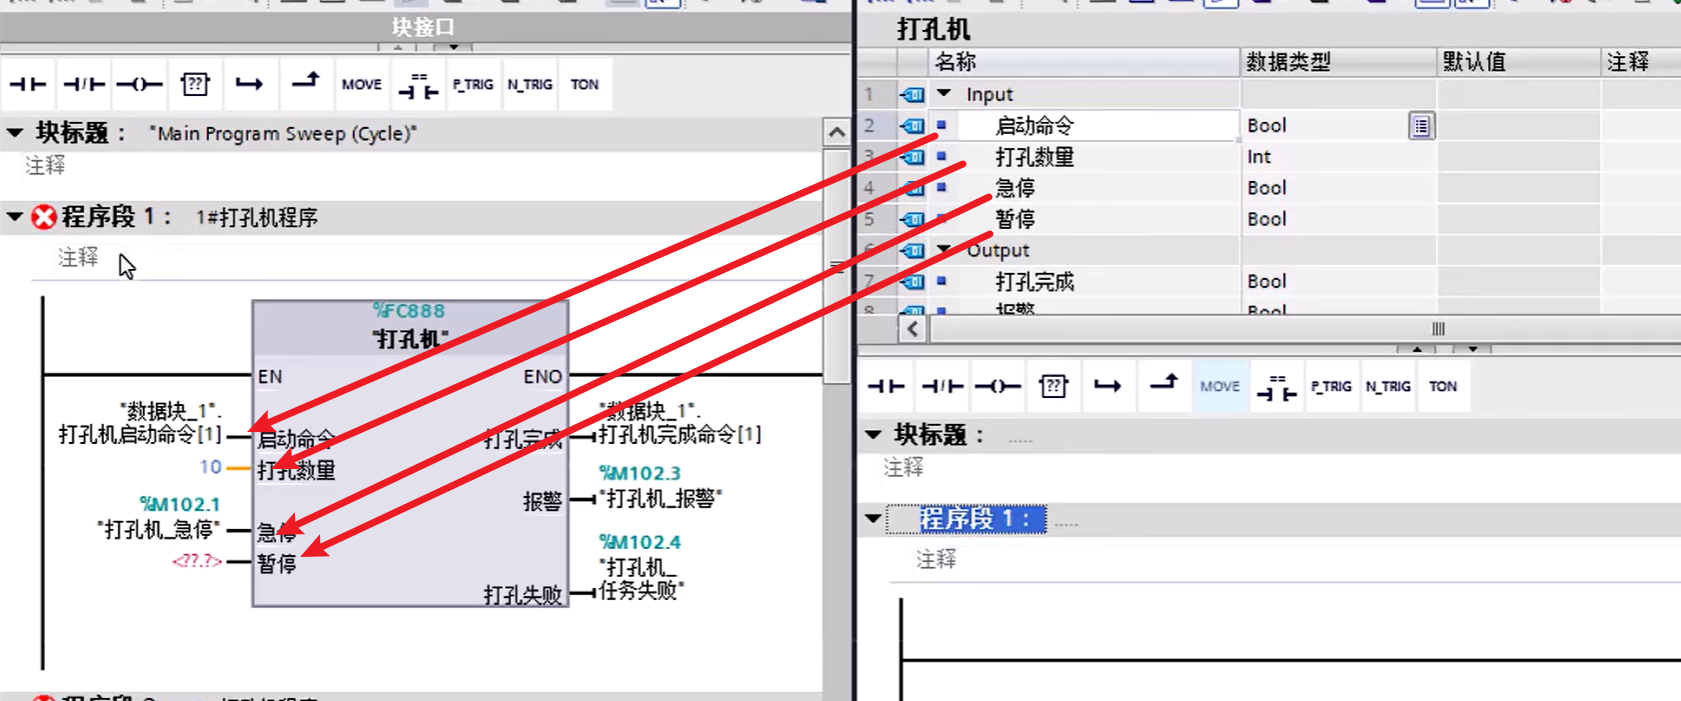 块接口
MOVE
==
P_TRIG
N_TRIG
TON
??
块标题： "Main Program Sweep (Cycle)"
注释
程序段 1： 1#打孔机程序
注释
%FC888
"打孔机"
EN
ENO
"数据块_1".
打孔机启动命令[1]
启动命令
打孔完成
"数据块_1".
打孔机完成命令[1]
10
打孔数量
%M102.3
报警
"打孔机_报警"
%M102.1
"打孔机_急停"
急停
%M102.4
<??.?>
暂停
"打孔机_
任务失败"
打孔失败
打孔机
名称 数据类型 默认值 注释
1 Input
2 启动命令 Bool
3 打孔数量 Int
4 急停 Bool
5 暂停 Bool
6 Output
7 打孔完成 Bool
8 报警 Bool
??
MOVE
==
P_TRIG
N_TRIG
TON
块标题： .....
注释
程序段 1： .....
注释